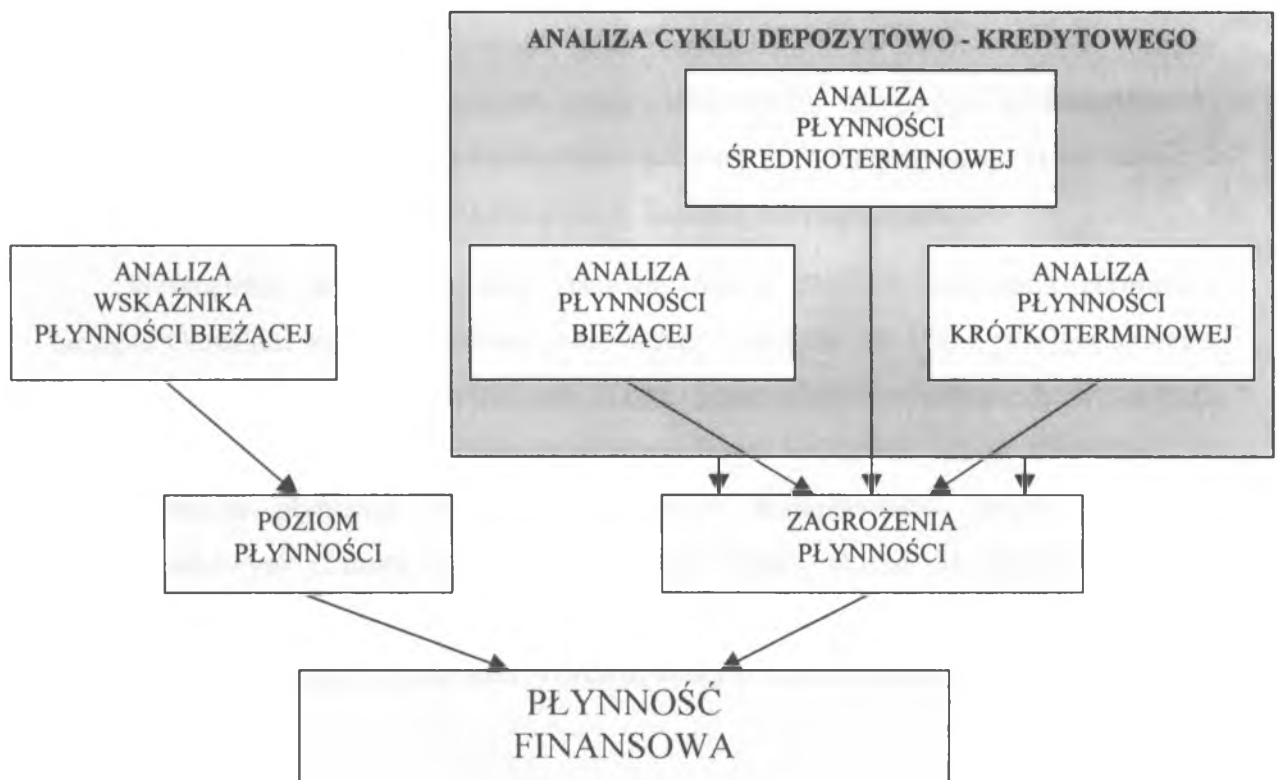 ANALIZA CYKLU DEPOZYTOWO - KREDYTOWEGO
ANALIZA
PŁYNNOŚCI
ŚREDNIOTERMINOWEJ
ANALIZA
WSKAŹNIKA
PŁYNNOŚCI BIEŻĄCEJ
ANALIZA
PŁYNNOŚCI
BIEŻĄCEJ
ANALIZA
PŁYNNOŚCI
KRÓTKOTERMINOWEJ
POZIOM
PŁYNNOŚCI
ZAGROŻENIA
PŁYNNOŚCI
PŁYNNOŚĆ
FINANSOWA